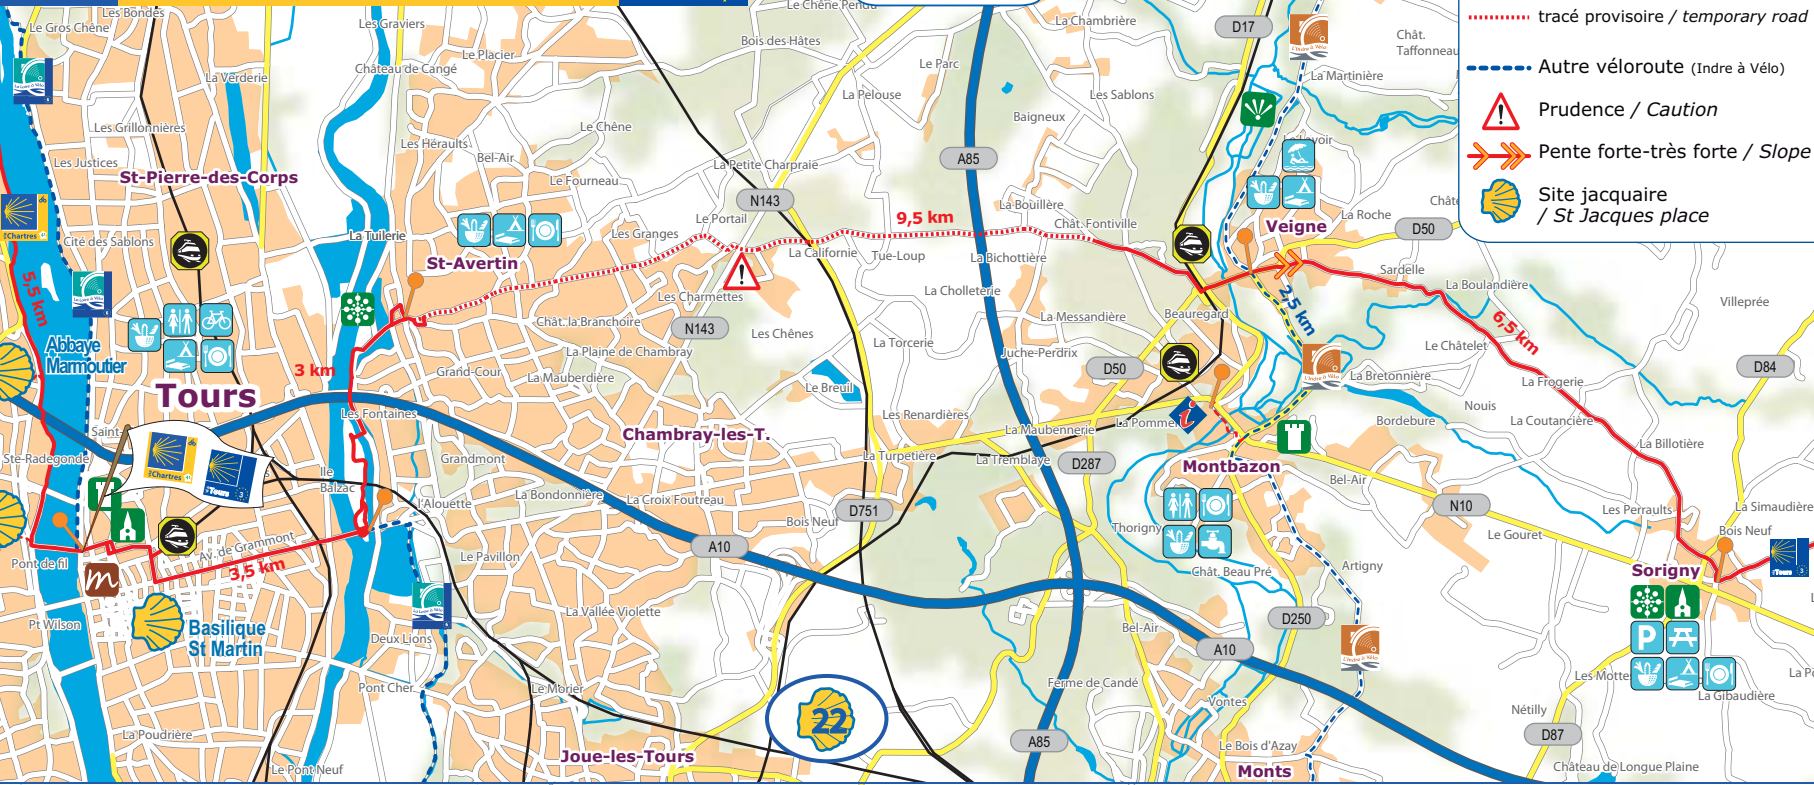 tracé provisoire / temporary road
Autre véloroute (Indre à Vélo)
Prudence / Caution
Pente forte-très forte / Slope
Site jacquaire
/ St Jacques place
Les Bondes
Le Gros Chêne
Les Graviers
Le Chêne Pendu
La Chambrière
D17
Chât.
Taffonneau
Le Placier
Bois des Hâtes
Château de Cangé
La Verderie
Le Parc
La Martinière
La Pelouse
Les Sablons
Baigneux
Les Grillonnières
Le Chêne
Les Héraults
Bel-Air
Les Justices
La Petite Charpraie
A85
St-Pierre-des-Corps
Le Fourneau
N143
La Bouillère
Le Portail
9,5 km
Chât. Fontiville
Veigne
La Roche
D50
Chartres
Cité des Sablons
La Tuilerie
Les Granges
La Californie
Tue-Loup
La Bichottière
St-Avertin
Sardelle
La Boulandière
5,5 km
Les Charmettes
La Cholleterie
2,5 km
Villeprée
Chât. la Branchoire
N143
Les Chênes
La Messandière
Beauregard
6,5 km
Abbaye
Marmoutier
La Plaine de Chambray
La Torcerie
Juche-Perdrix
Le Châtelet
3 km
Grand-Cour
La Mauberdière
D50
La Bretonnière
La Frogerie
D84
Tours
Le Breuil
Les Fontaines
Les Renardières
Nouis
Bordebure
La Coutancière
Saint-
Chambray-les-T.
La Maubennerie
La Pomme
i
La Billotière
Ste-Radegonde
Grandmont
La Turpetière
La Tremblaye
D287
Montbazon
Chartres
Tours
3
Ile
Balzac
La Bondonnière
La Croix Foutreau
Bel-Air
l'Alouette
D751
N10
Les Perraults
La Simaudière
Bois Neuf
Thorigny
Bois Neuf
Av. de Grammont
A10
Le Gouret
Pont de fil
3,5 km
Le Pavillon
Chât. Beau Pré
Artigny
Sorigny
Tours
3
m
Pt Wilson
Basilique
St Martin
La Vallée Violette
D250
Deux Lions
Bel-Air
A10
P
Pont Cher
Le Morier
Ferme de Candé
Les Mottes
La Gibaudière
Vontes
Nétilly
22
La Poudrière
A85
D87
Joue-les-Tours
Le Bois d'Azay
Le Pont Neuf
Monts
Château de Longue Plaine